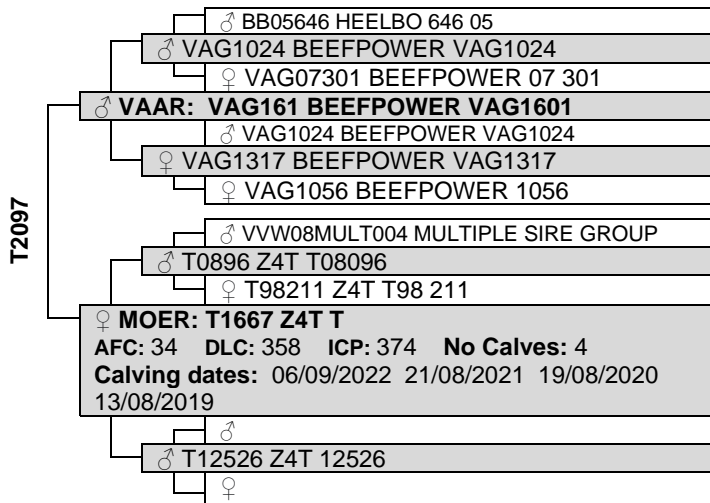 ♂ BB05646 HEELBO 646 05
♂ VAG1024 BEEFPOWER VAG1024
♀ VAG07301 BEEFPOWER 07 301
♂ VAAR: VAG161 BEEFPOWER VAG1601
♂ VAG1024 BEEFPOWER VAG1024
♀ VAG1317 BEEFPOWER VAG1317
♀ VAG1056 BEEFPOWER 1056
T2097
♂ VVW08MULT004 MULTIPLE SIRE GROUP
♂ T0896 Z4T T08096
♀ T98211 Z4T T98 211
♀ MOER: T1667 Z4T T
AFC: 34 DLC: 358 ICP: 374 No Calves: 4
Calving dates: 06/09/2022 21/08/2021 19/08/2020
13/08/2019
♂
♂ T12526 Z4T 12526
♀